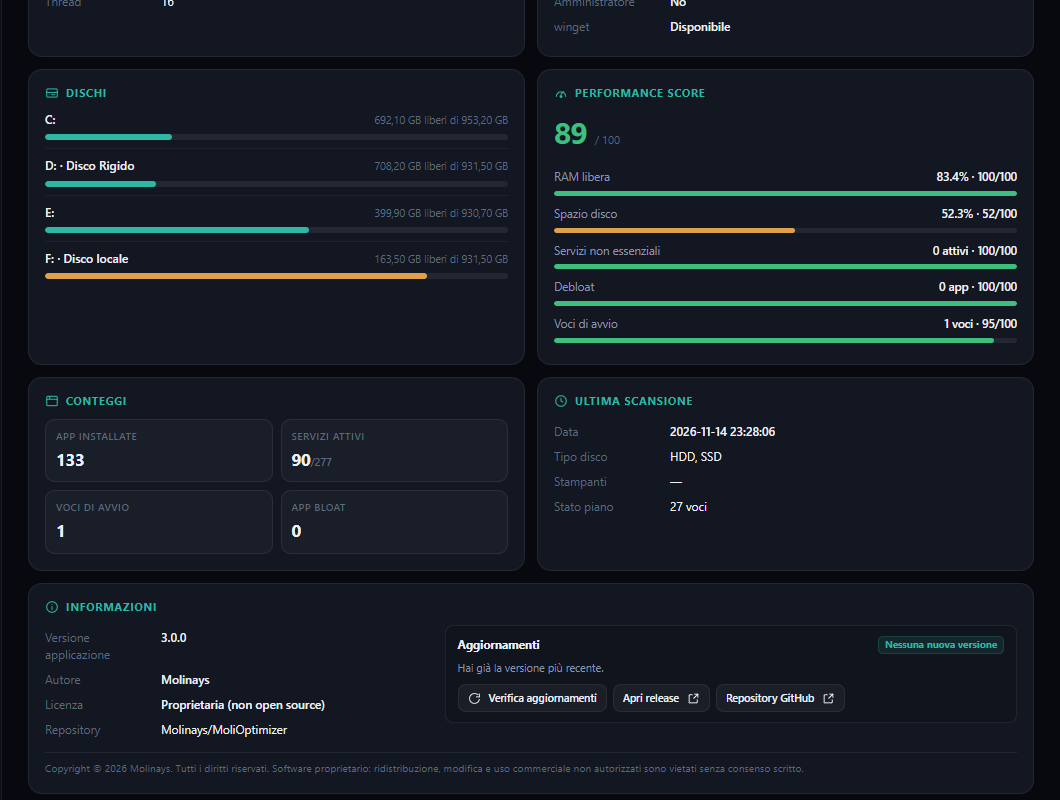 Thread 16
Amministratore No
winget Disponibile
DISCHI
C: 692,10 GB liberi di 953,20 GB
D: · Disco Rigido 708,20 GB liberi di 931,50 GB
E: 399,90 GB liberi di 930,70 GB
F: · Disco locale 163,50 GB liberi di 931,50 GB
PERFORMANCE SCORE
89 / 100
RAM libera 83.4% · 100/100
Spazio disco 52.3% · 52/100
Servizi non essenziali 0 attivi · 100/100
Debloat 0 app · 100/100
Voci di avvio 1 voci · 95/100
CONTEGGI
APP INSTALLATE
133
SERVIZI ATTIVI
90/277
VOCI DI AVVIO
1
APP BLOAT
0
ULTIMA SCANSIONE
Data 2026-11-14 23:28:06
Tipo disco HDD, SSD
Stampanti —
Stato piano 27 voci
INFORMAZIONI
Versione applicazione 3.0.0
Autore Molinays
Licenza Proprietaria (non open source)
Repository Molinays/MoliOptimizer
Aggiornamenti Nessuna nuova versione
Hai già la versione più recente.
Verifica aggiornamenti Apri release Repository GitHub
Copyright © 2026 Molinays. Tutti i diritti riservati. Software proprietario: ridistribuzione, modifica e uso commerciale non autorizzati sono vietati senza consenso scritto.